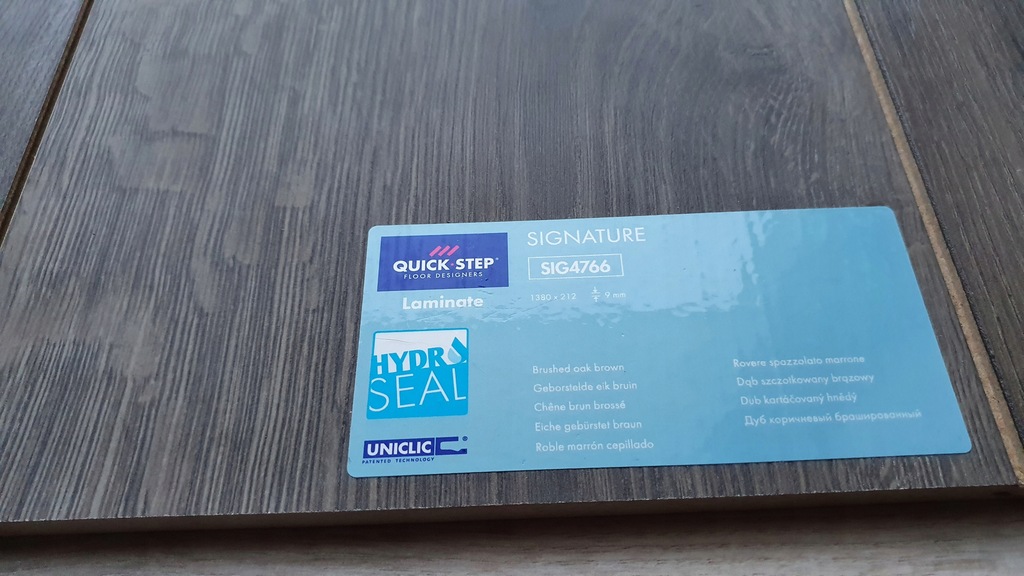 QUICK·STEP®
FLOOR DESIGNERS
Laminate
SIGNATURE
SIG4766
1380 x 212 9 mm
HYDRO
SEAL
UNICLIC®
PATENTED TECHNOLOGY
Brushed oak brown
Geborstelde eik bruin
Chêne brun brossé
Eiche gebürstet braun
Roble marrón cepillado
Rovere spazzolato marrone
Dąb szczotkowany brązowy
Dub kartáčovaný hnědý
Дуб коричневый брашированный